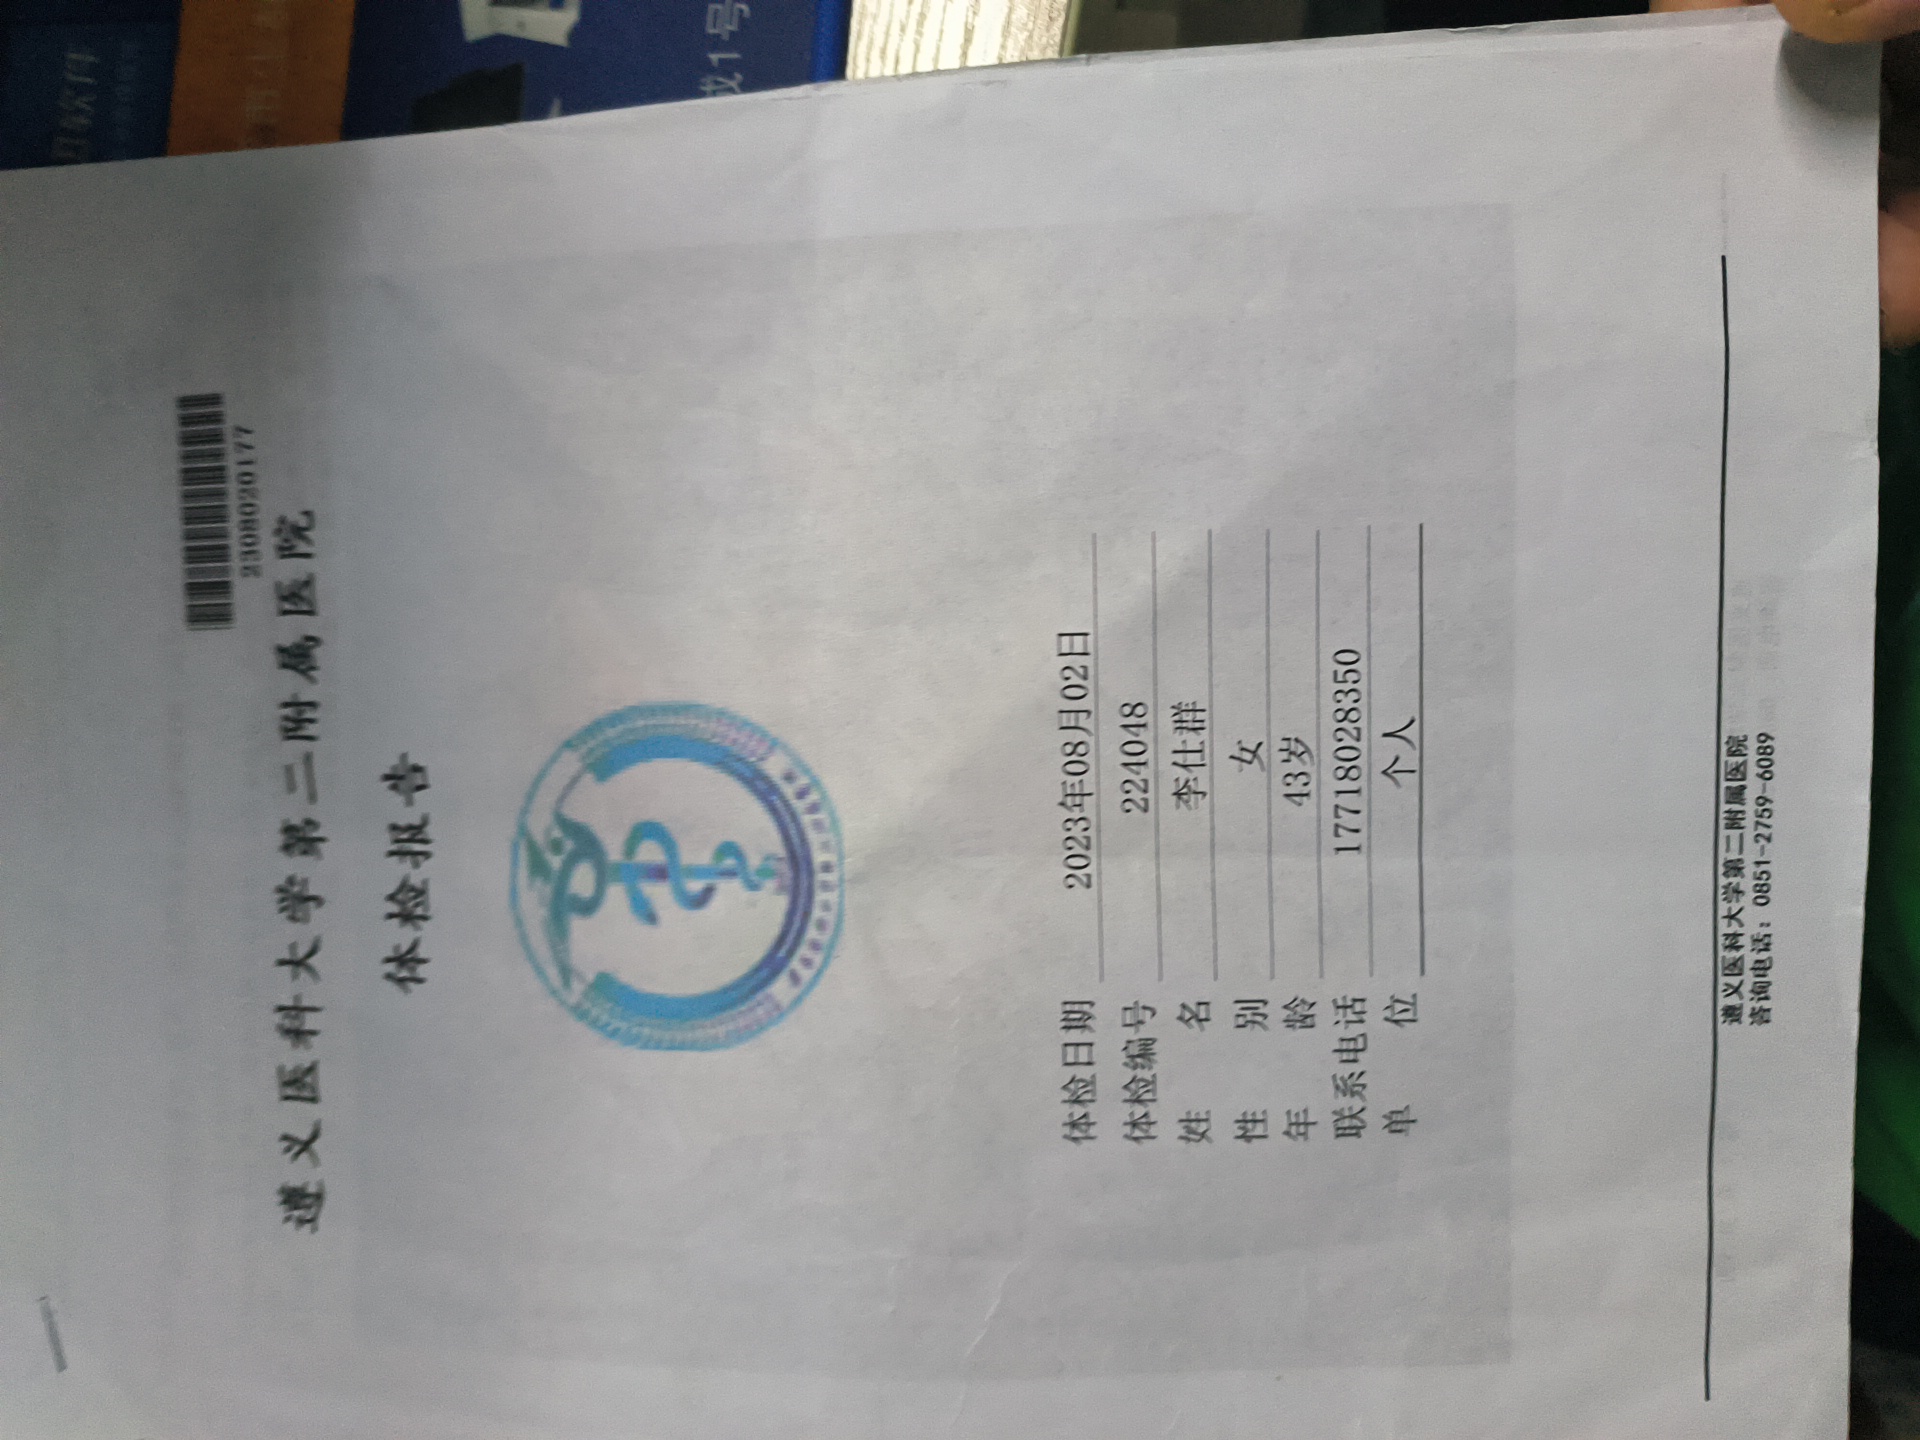 2308020177
遵义医科大学第二附属医院
体检报告
体检日期 2023年08月02日
体检编号 224048
姓 名 李仕群
性 别 女
年 龄 43岁
联系电话 17718028350
单 位 个人
遵义医科大学第二附属医院
咨询电话：0851-2759-6089
成1号